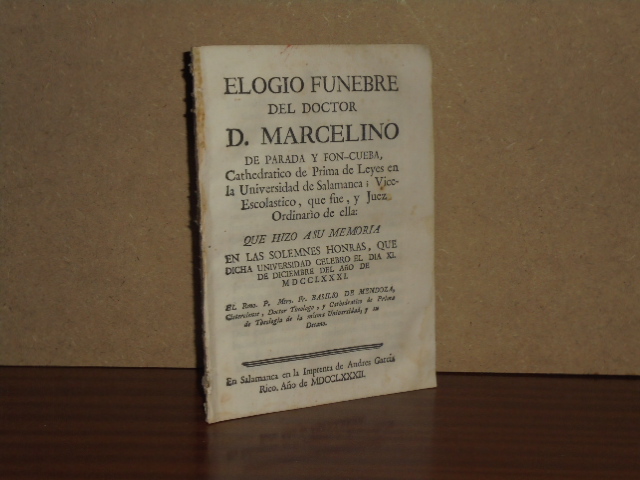 ELOGIO FUNEBRE
DEL DOCTOR
D. MARCELINO
DE PARADA Y FON-CUEBA,
Cathedratico de Prima de Leyes en
la Universidad de Salamanca; Vice-
Escolastico, que fue, y Juez
Ordinario de ella:
QUE HIZO A SU MEMORIA
EN LAS SOLEMNES HONRAS, QUE
DICHA UNIVERSIDAD CELEBRO EL DIA XI.
DE DICIEMBRE DEL AÑO DE
MDCCLXXXI.
EL Rmo. P. Mtro. Fr. BASILIO DE MENDOZA,
Cisterciense, Doctor Theologo, y Cathedratico de Prima
de Theología de la misma Universidad, y su
Decano.
En Salamanca en la Imprenta de Andres García
Rico. Año de MDCCLXXXII.